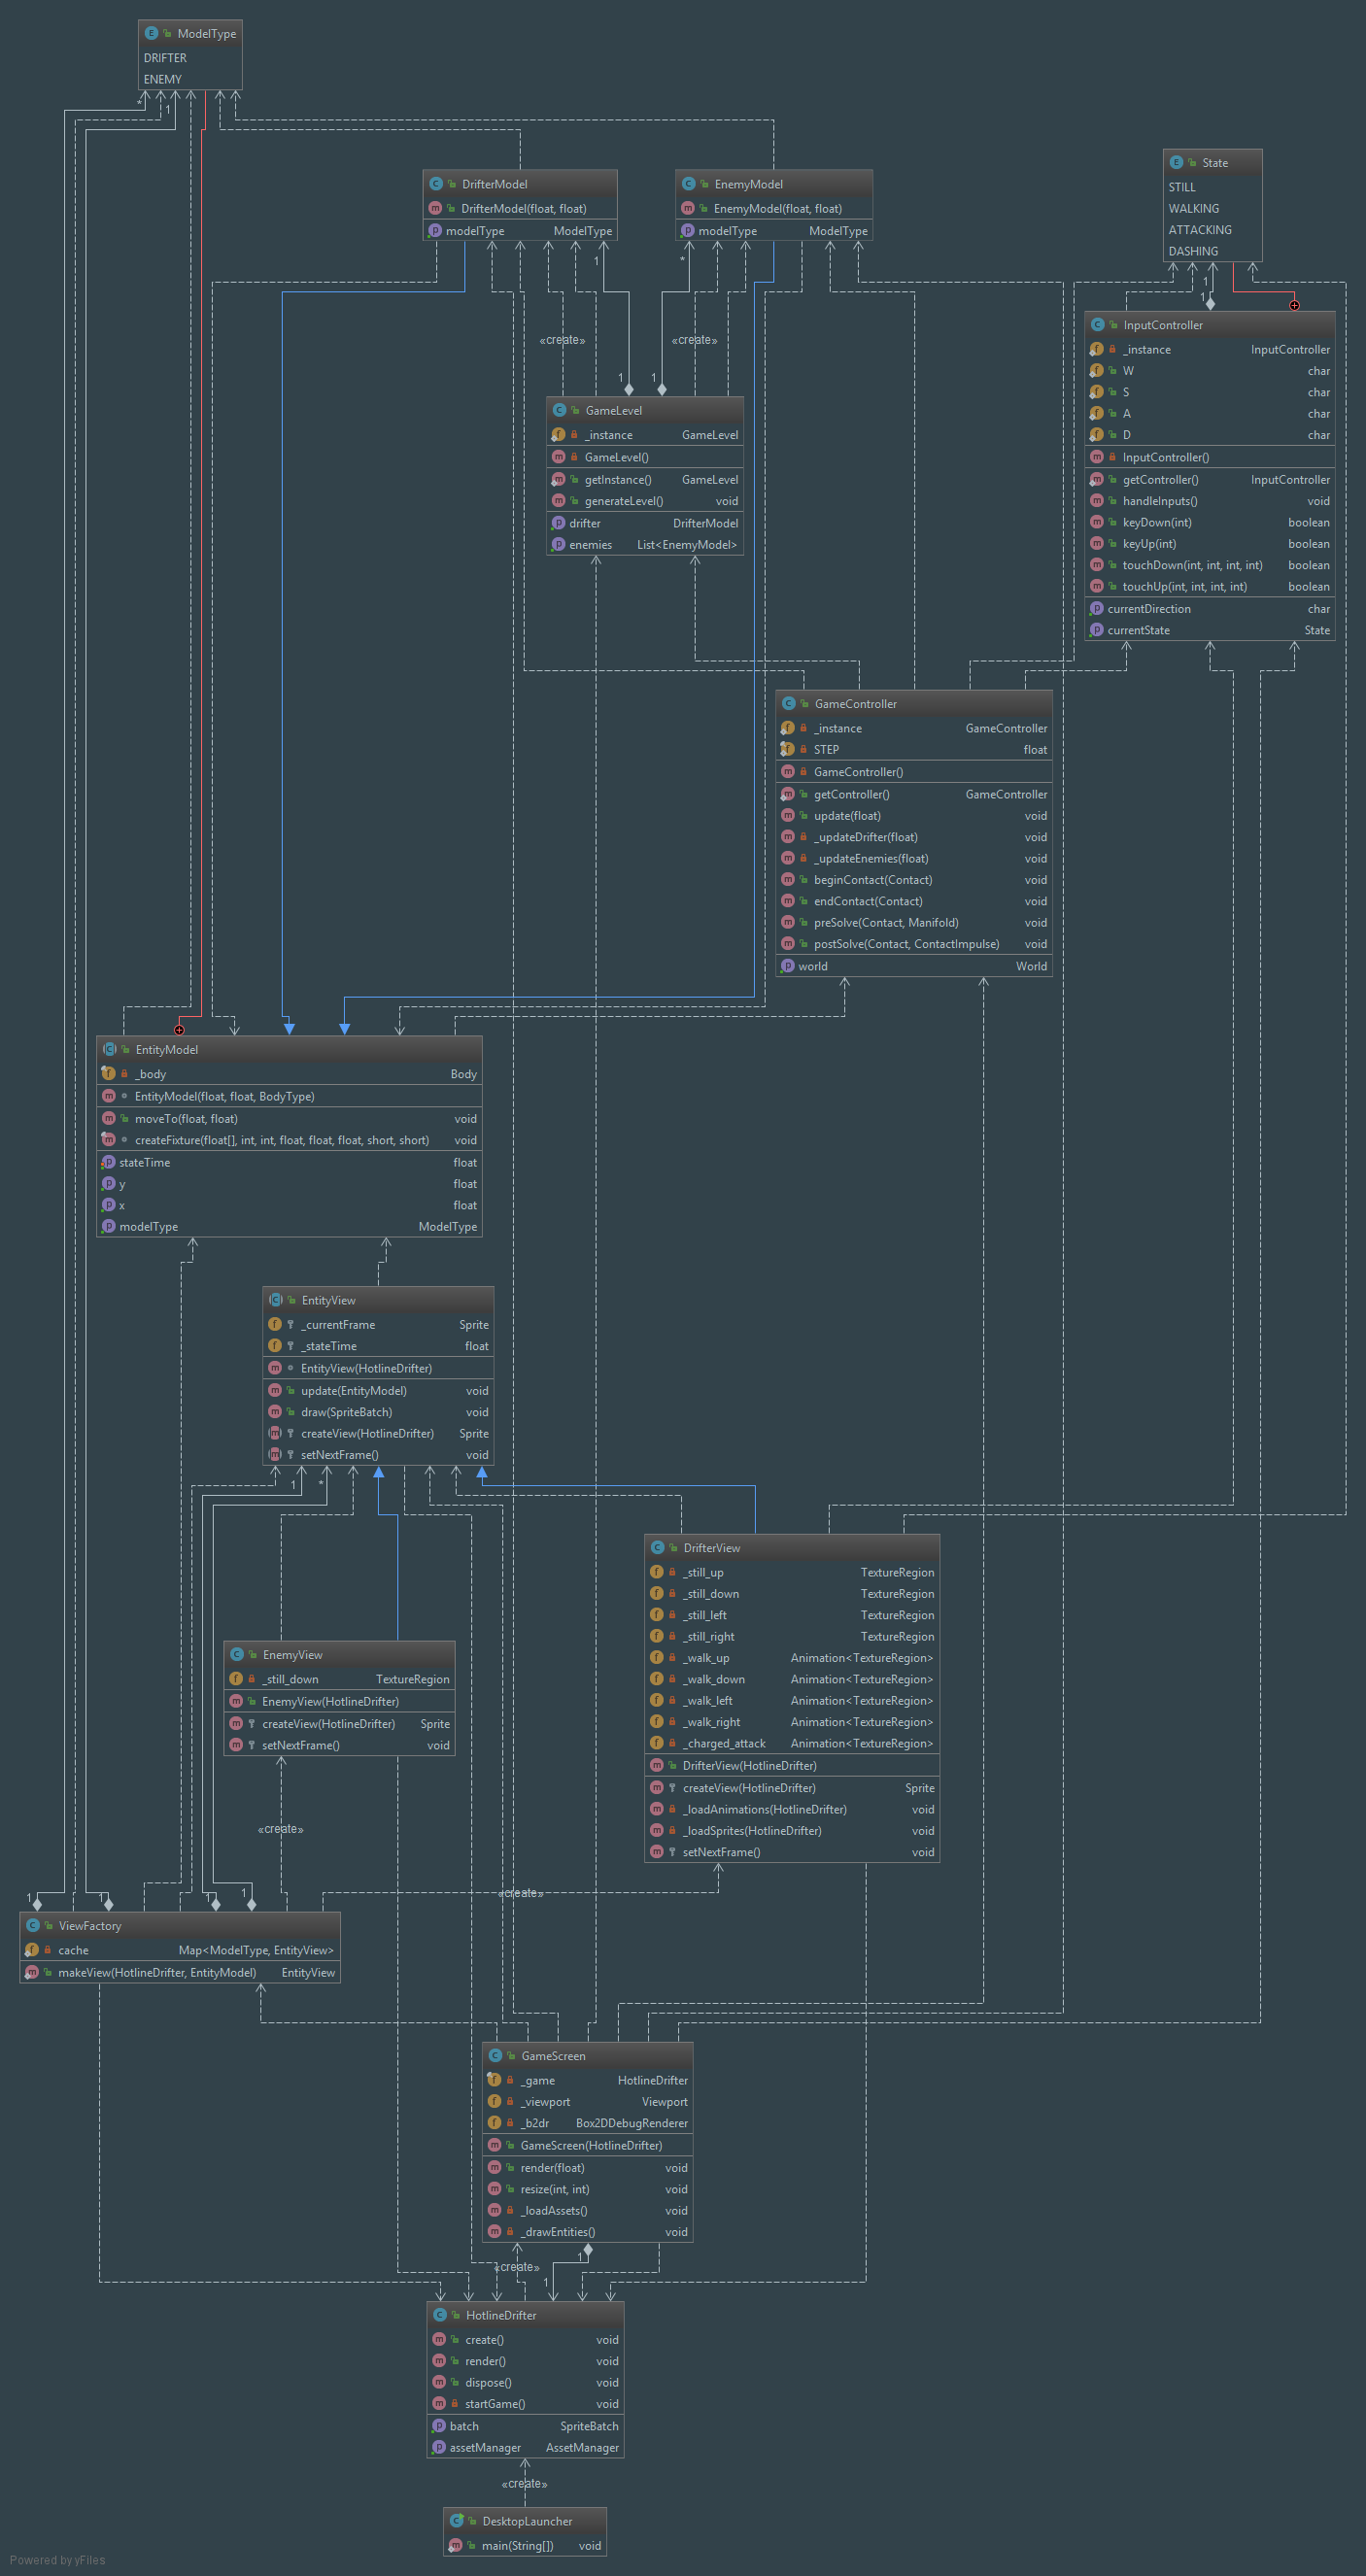 ModelType
DRIFTER
ENEMY
*
1
DrifterModel
DrifterModel(float, float)
modelType ModelType
EnemyModel
EnemyModel(float, float)
modelType ModelType
State
STILL
WALKING
ATTACKING
DASHING
1
*
1
1
«create»
«create»
1
1
InputController
_instance InputController
W char
S char
A char
D char
InputController()
getController() InputController
handleInputs() void
keyDown(int) boolean
keyUp(int) boolean
touchDown(int, int, int, int) boolean
touchUp(int, int, int, int) boolean
currentDirection char
currentState State
GameLevel
_instance GameLevel
GameLevel()
getInstance() GameLevel
generateLevel() void
drifter DrifterModel
enemies List<EnemyModel>
GameController
_instance GameController
STEP float
GameController()
getController() GameController
update(float) void
_updateDrifter(float) void
_updateEnemies(float) void
beginContact(Contact) void
endContact(Contact) void
preSolve(Contact, Manifold) void
postSolve(Contact, ContactImpulse) void
world World
EntityModel
_body Body
EntityModel(float, float, BodyType)
moveTo(float, float) void
createFixture(float[], int, int, float, float, float, short, short) void
stateTime float
y float
x float
modelType ModelType
EntityView
_currentFrame Sprite
_stateTime float
EntityView(HotlineDrifter)
update(EntityModel) void
draw(SpriteBatch) void
createView(HotlineDrifter) Sprite
setNextFrame() void
1
*
DrifterView
_still_up TextureRegion
_still_down TextureRegion
_still_left TextureRegion
_still_right TextureRegion
_walk_up Animation<TextureRegion>
_walk_down Animation<TextureRegion>
_walk_left Animation<TextureRegion>
_walk_right Animation<TextureRegion>
_charged_attack Animation<TextureRegion>
DrifterView(HotlineDrifter)
createView(HotlineDrifter) Sprite
_loadAnimations(HotlineDrifter) void
_loadSprites(HotlineDrifter) void
setNextFrame() void
EnemyView
_still_down TextureRegion
EnemyView(HotlineDrifter)
createView(HotlineDrifter) Sprite
setNextFrame() void
«create»
«create»
1
1
1
1
ViewFactory
cache Map<ModelType, EntityView>
makeView(HotlineDrifter, EntityModel) EntityView
GameScreen
_game HotlineDrifter
_viewport Viewport
_b2dr Box2DDebugRenderer
GameScreen(HotlineDrifter)
render(float) void
resize(int, int) void
_loadAssets() void
_drawEntities() void
1
«create»
1
HotlineDrifter
create() void
render() void
dispose() void
startGame() void
batch SpriteBatch
assetManager AssetManager
«create»
DesktopLauncher
main(String[]) void
Powered by yFiles